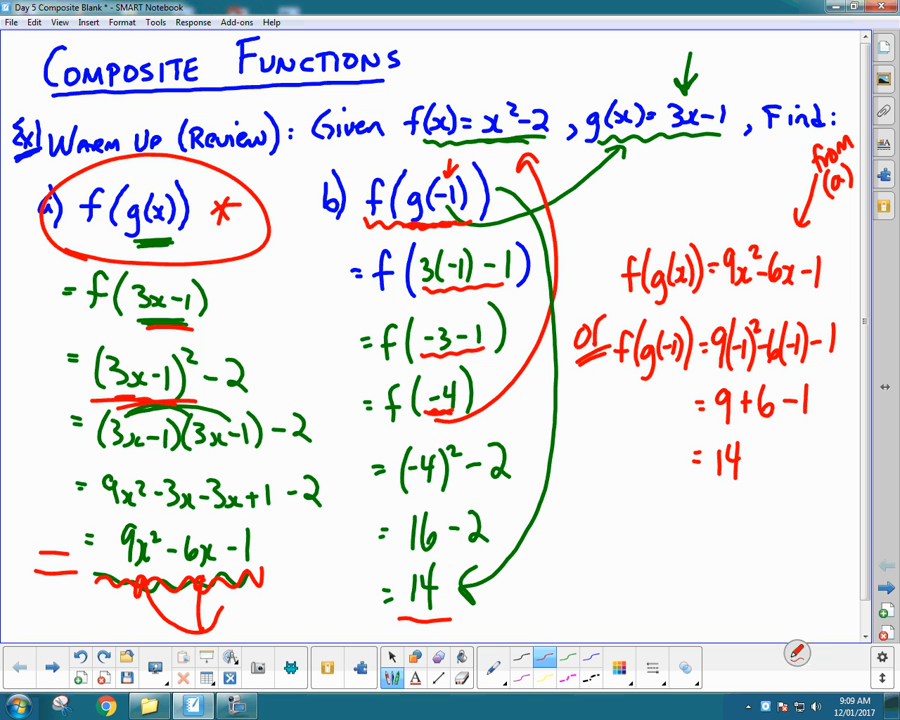 Day 5 Composite Blank * - SMART Notebook
File Edit View Insert Format Tools Response Add-ons Help
COMPOSITE FUNCTIONS
Ex) WARM UP (REVIEW): Given f(x) = x² - 2 , g(x) = 3x - 1 , Find:
a) f(g(x)) *
= f(3x - 1)
= (3x - 1)² - 2
= (3x - 1)(3x - 1) - 2
= 9x² - 3x - 3x + 1 - 2
= 9x² - 6x - 1
b) f(g(-1))
= f(3(-1) - 1)
= f(-3 - 1)
= f(-4)
= (-4)² - 2
= 16 - 2
= 14
from
(a)
f(g(x)) = 9x² - 6x - 1
or f(g(-1)) = 9(-1)² - 6(-1) - 1
= 9 + 6 - 1
= 14
9:09 AM
12/01/2017